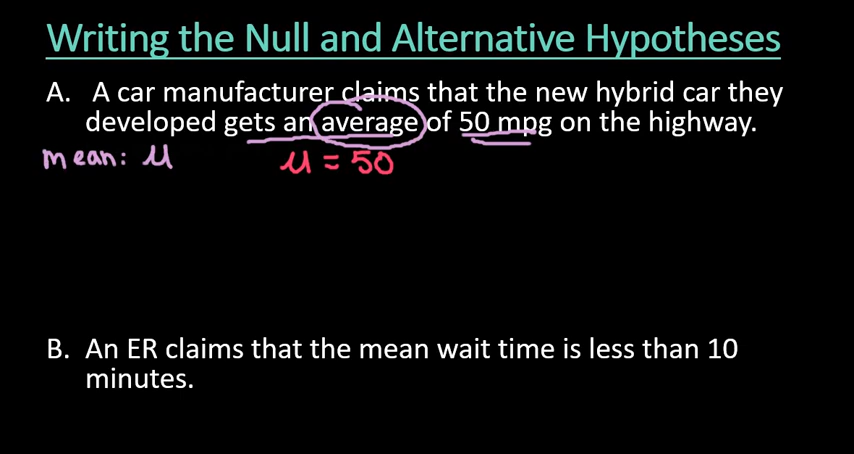 Writing the Null and Alternative Hypotheses
A. A car manufacturer claims that the new hybrid car they
developed gets an average of 50 mpg on the highway.
mean: μ μ = 50
B. An ER claims that the mean wait time is less than 10
minutes.